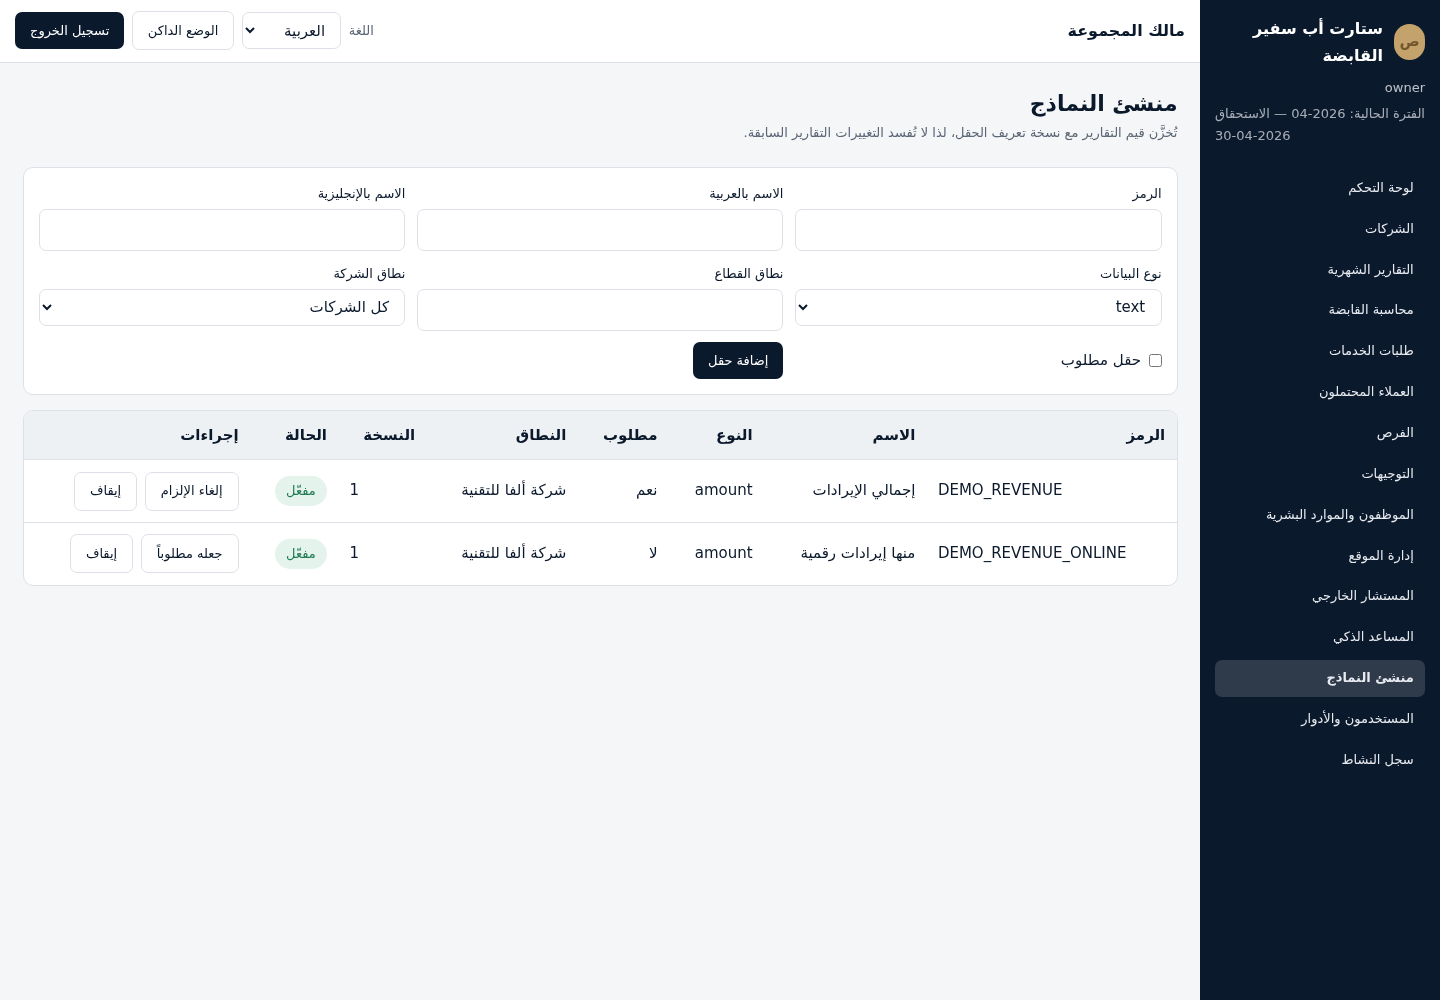 ص
ستارت أب سفير
القابضة
owner
الفترة الحالية: 2026-04 — الاستحقاق
2026-04-30
لوحة التحكم
الشركات
التقارير الشهرية
محاسبة القابضة
طلبات الخدمات
العملاء المحتملون
الفرص
التوجيهات
الموظفون والموارد البشرية
إدارة الموقع
المستشار الخارجي
المساعد الذكي
منشئ النماذج
المستخدمون والأدوار
سجل النشاط
مالك المجموعة
اللغة العربية الوضع الداكن تسجيل الخروج
منشئ النماذج
تُخزَّن قيم التقارير مع نسخة تعريف الحقل، لذا لا تُفسد التغييرات التقارير السابقة.
الرمز الاسم بالعربية الاسم بالإنجليزية
نوع البيانات نطاق القطاع نطاق الشركة
text كل الشركات
حقل مطلوب إضافة حقل
الرمز الاسم النوع مطلوب النطاق النسخة الحالة إجراءات
DEMO_REVENUE إجمالي الإيرادات amount نعم شركة ألفا للتقنية 1 مفعّل إلغاء الإلزام إيقاف
DEMO_REVENUE_ONLINE منها إيرادات رقمية amount لا شركة ألفا للتقنية 1 مفعّل جعله مطلوباً إيقاف